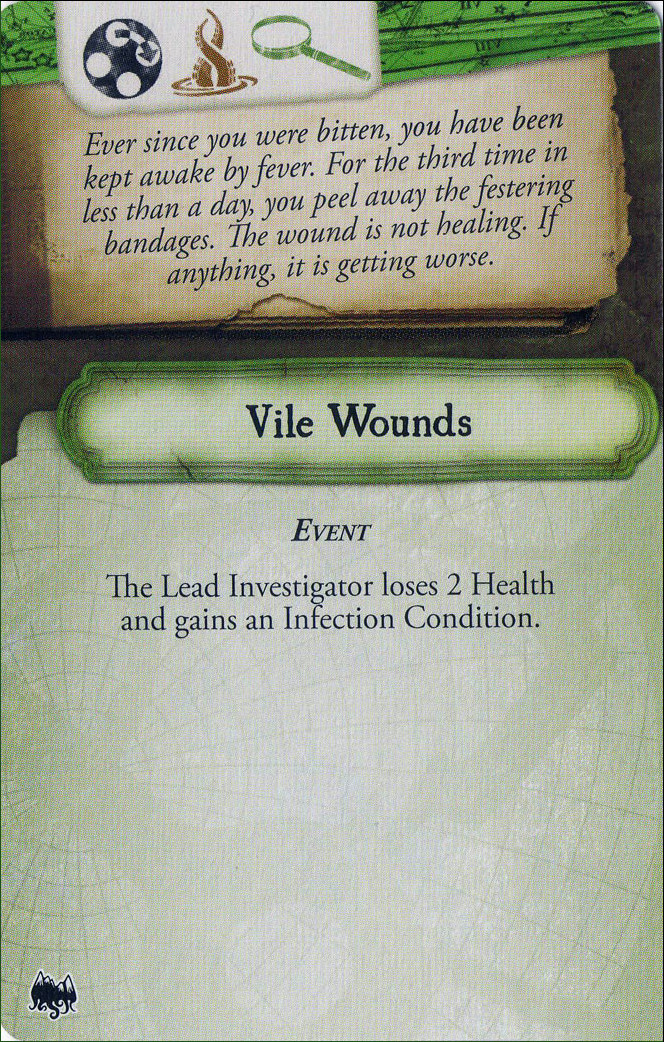 Ever since you were bitten, you have been
kept awake by fever. For the third time in
less than a day, you peel away the festering
bandages. The wound is not healing. If
anything, it is getting worse.
Vile Wounds
Event
The Lead Investigator loses 2 Health
and gains an Infection Condition.